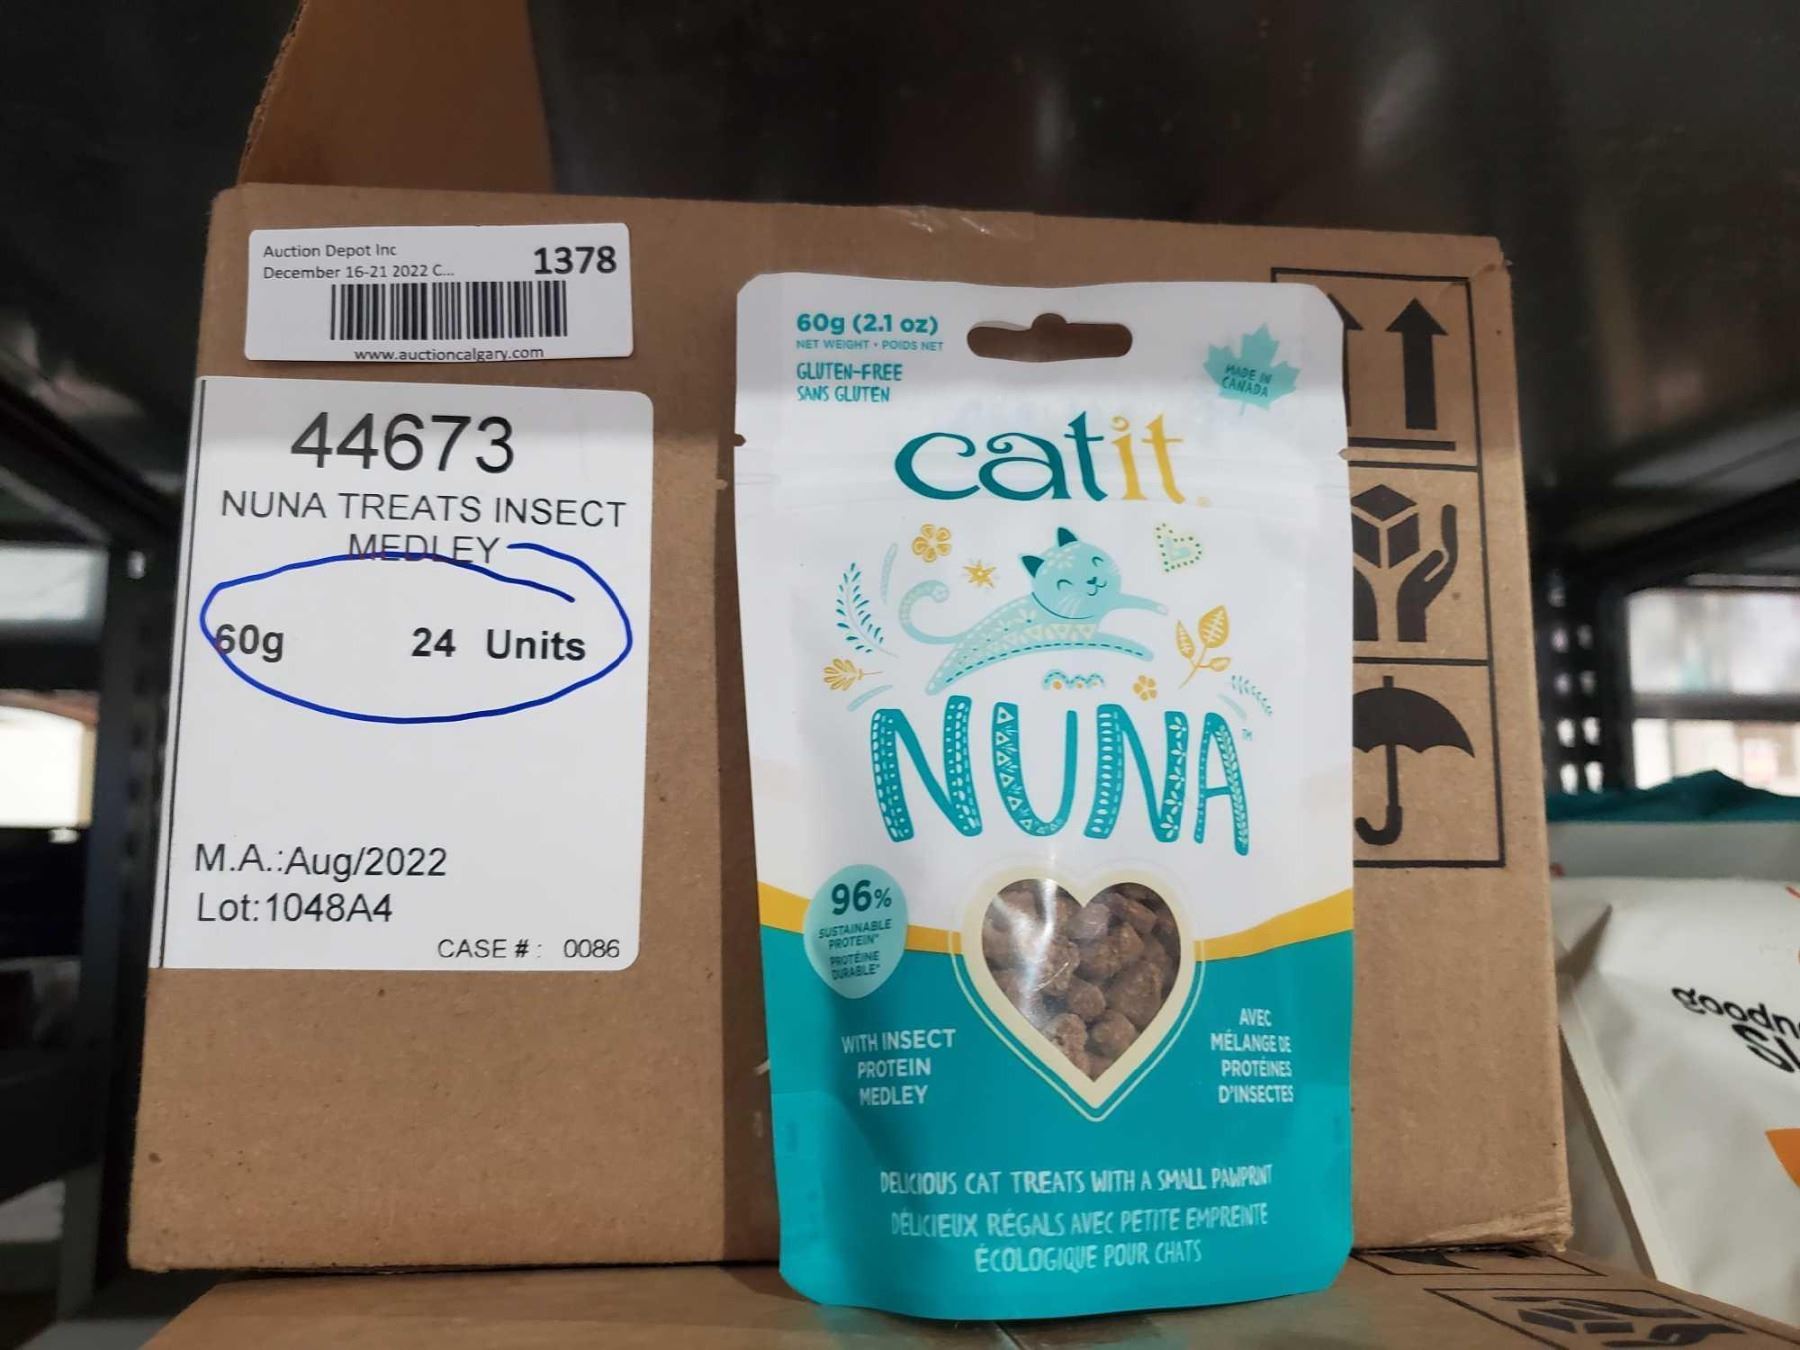 Auction Depot Inc
December 16-21 2022 C...
1378
www.auctioncalgary.com
44673
NUNA TREATS INSECT
MEDLEY
60g 24 Units
M.A.:Aug/2022
Lot:1048A4
CASE # : 0086
60g (2.1 oz)
NET WEIGHT • POIDS NET
GLUTEN-FREE
SANS GLUTEN
MADE IN
CANADA
catit
NUNA™
96%
SUSTAINABLE
PROTEIN*
PROTÉINE
DURABLE*
WITH INSECT
PROTEIN
MEDLEY
AVEC
MÉLANGE DE
PROTÉINES
D'INSECTES
DELICIOUS CAT TREATS WITH A SMALL PAWPRINT
DÉLICIEUX RÉGALS AVEC PETITE EMPREINTE
ÉCOLOGIQUE POUR CHATS